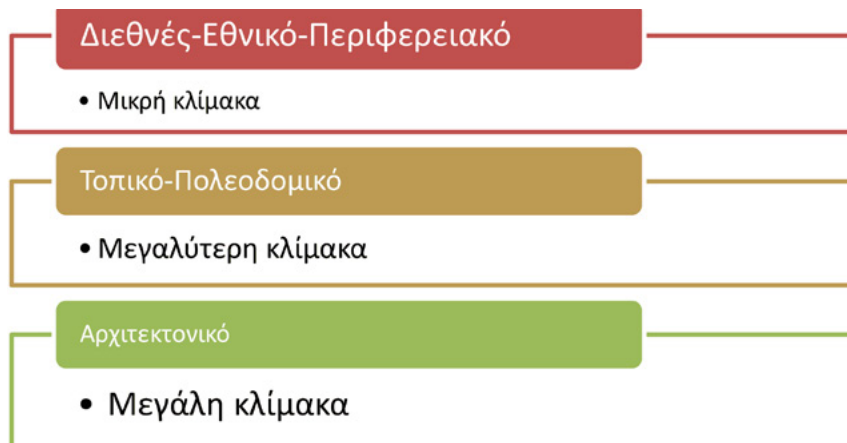 Διεθνές-Εθνικό-Περιφερειακό
• Μικρή κλίμακα
Τοπικό-Πολεοδομικό
• Μεγαλύτερη κλίμακα
Αρχιτεκτονικό
• Μεγάλη κλίμακα